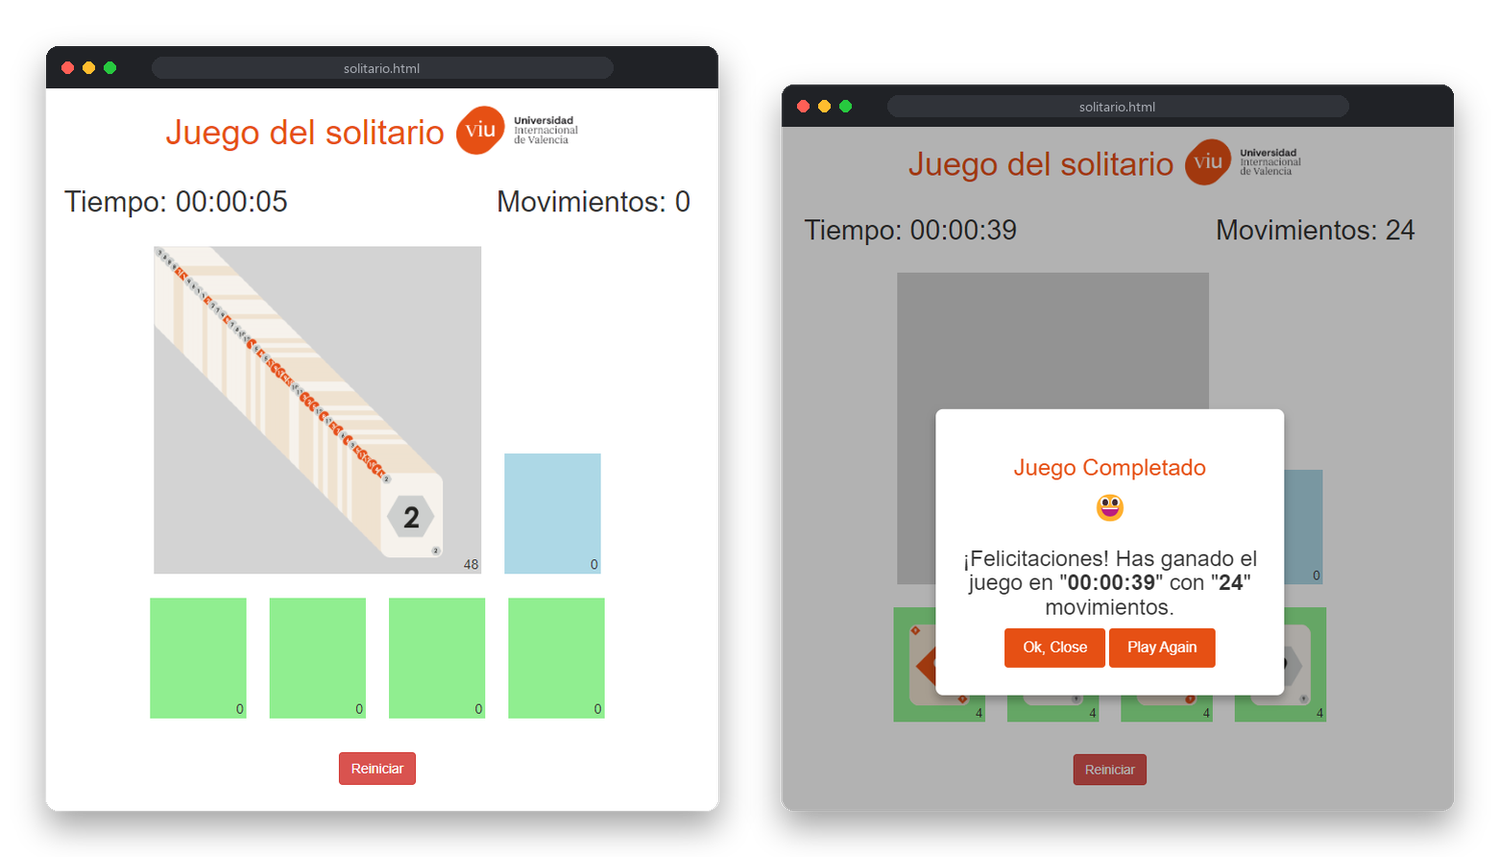 solitario.html
Juego del solitario
viu
Universidad
Internacional
de Valencia
Tiempo: 00:00:05
Movimientos: 0
2
2
2
48
0
0
0
0
0
Reiniciar
solitario.html
Juego del solitario
viu
Universidad
Internacional
de Valencia
Tiempo: 00:00:39
Movimientos: 24
Juego Completado
¡Felicitaciones! Has ganado el
juego en "00:00:39" con "24"
movimientos.
Ok, Close
Play Again
0
4
4
4
4
Reiniciar